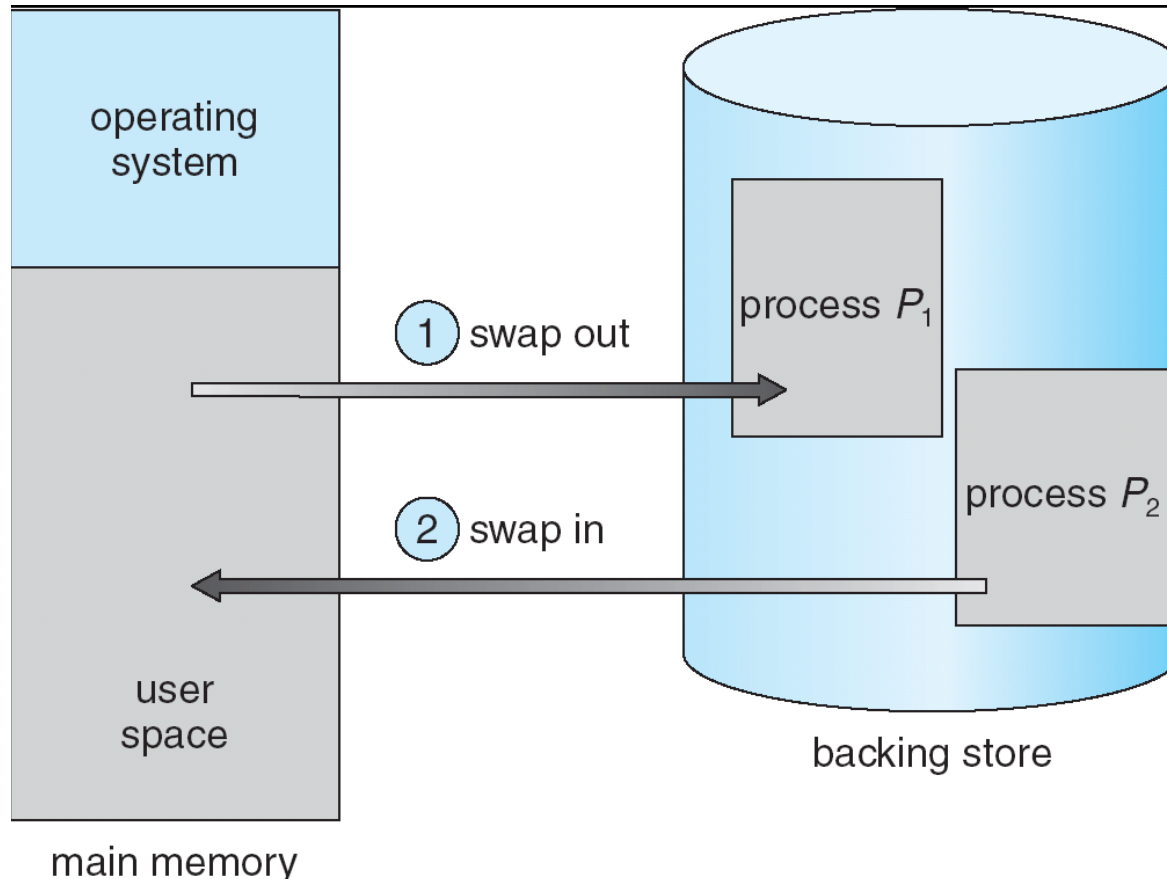 operating
system
process P₁
1 swap out
process P₂
2 swap in
user
space
backing store
main memory